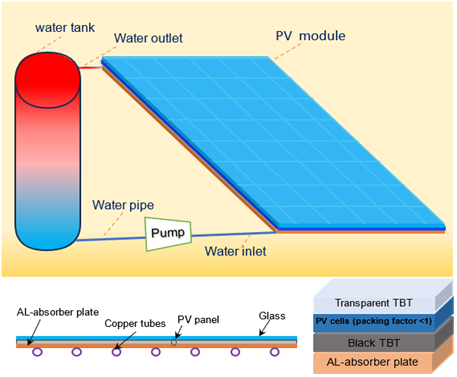 water tank
Water outlet
PV module
Water pipe
Pump
Water inlet
AL-absorber plate
Copper tubes
PV panel
Glass
Transparent TBT
PV cells (packing factor <1)
Black TBT
AL-absorber plate